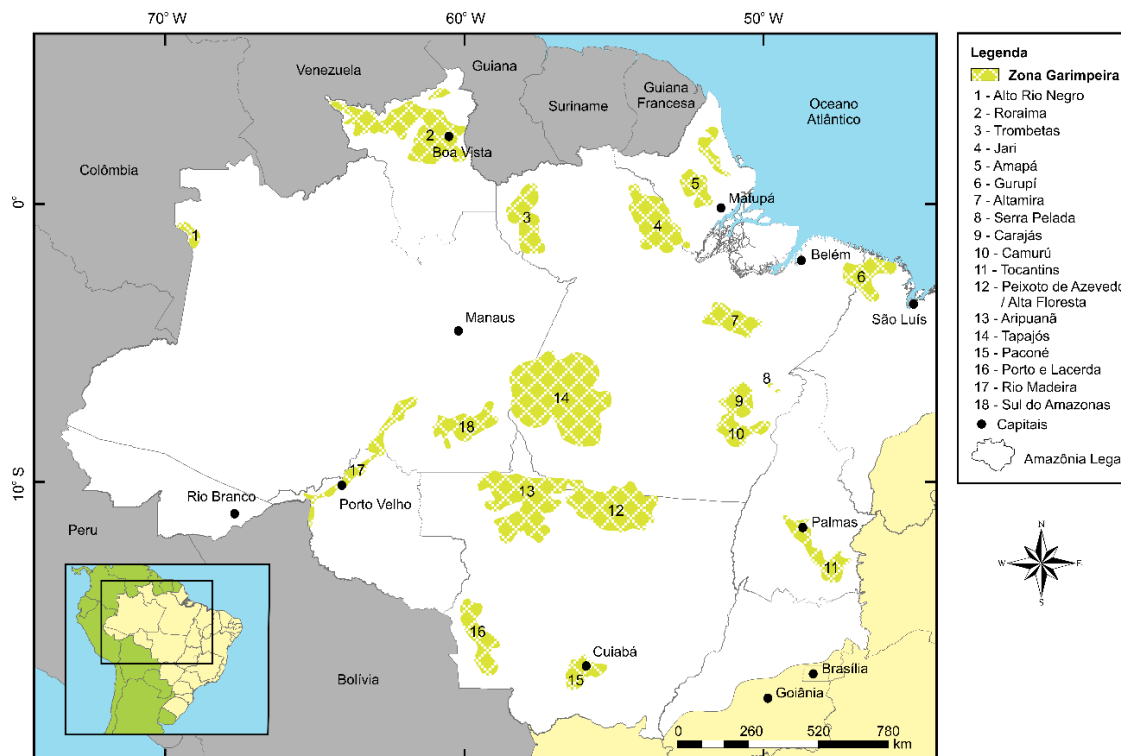 70° W
60° W
50° W
Venezuela
Guiana
Suriname
Guiana
Francesa
Oceano
Atlântico
Colômbia
2
Boa Vista
0°
1
3
4
5
Matupá
Belém
6
São Luís
Manaus
7
8
9
10
14
18
17
10° S
Rio Branco
Porto Velho
13
12
Peru
Palmas
11
16
Cuiabá
15
Bolívia
Brasília
Goiânia
0 260 520 780
km
Legenda
Zona Garimpeira
1 - Alto Rio Negro
2 - Roraima
3 - Trombetas
4 - Jari
5 - Amapá
6 - Gurupí
7 - Altamira
8 - Serra Pelada
9 - Carajás
10 - Camurú
11 - Tocantins
12 - Peixoto de Azevedo
/ Alta Floresta
13 - Aripuanã
14 - Tapajós
15 - Paconé
16 - Porto e Lacerda
17 - Rio Madeira
18 - Sul do Amazonas
Capitais
Amazônia Legal
N
W
E
S